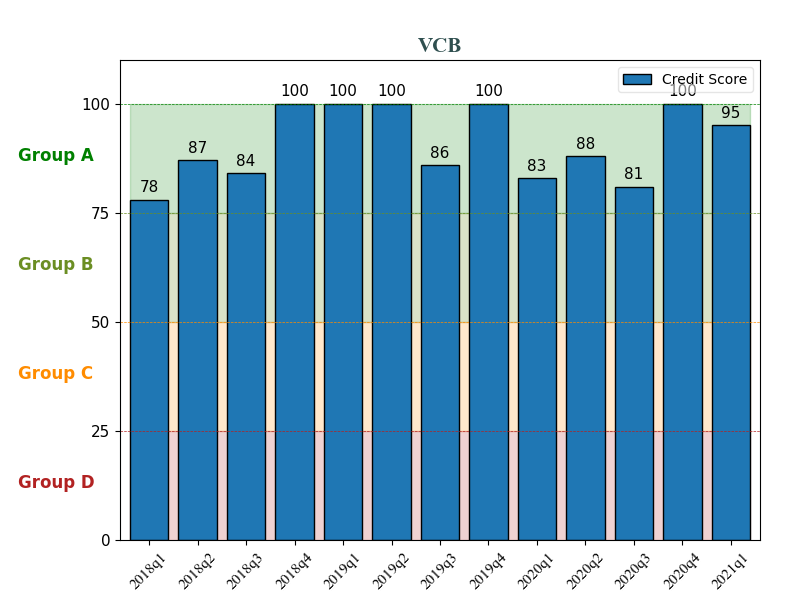 VCB
Credit Score
100 100 100 100 100
95
88
87
86
84
83
81
78
100
Group A
75
Group B
50
Group C
25
Group D
0
2018q1 2018q2 2018q3 2018q4 2019q1 2019q2 2019q3 2019q4 2020q1 2020q2 2020q3 2020q4 2021q1